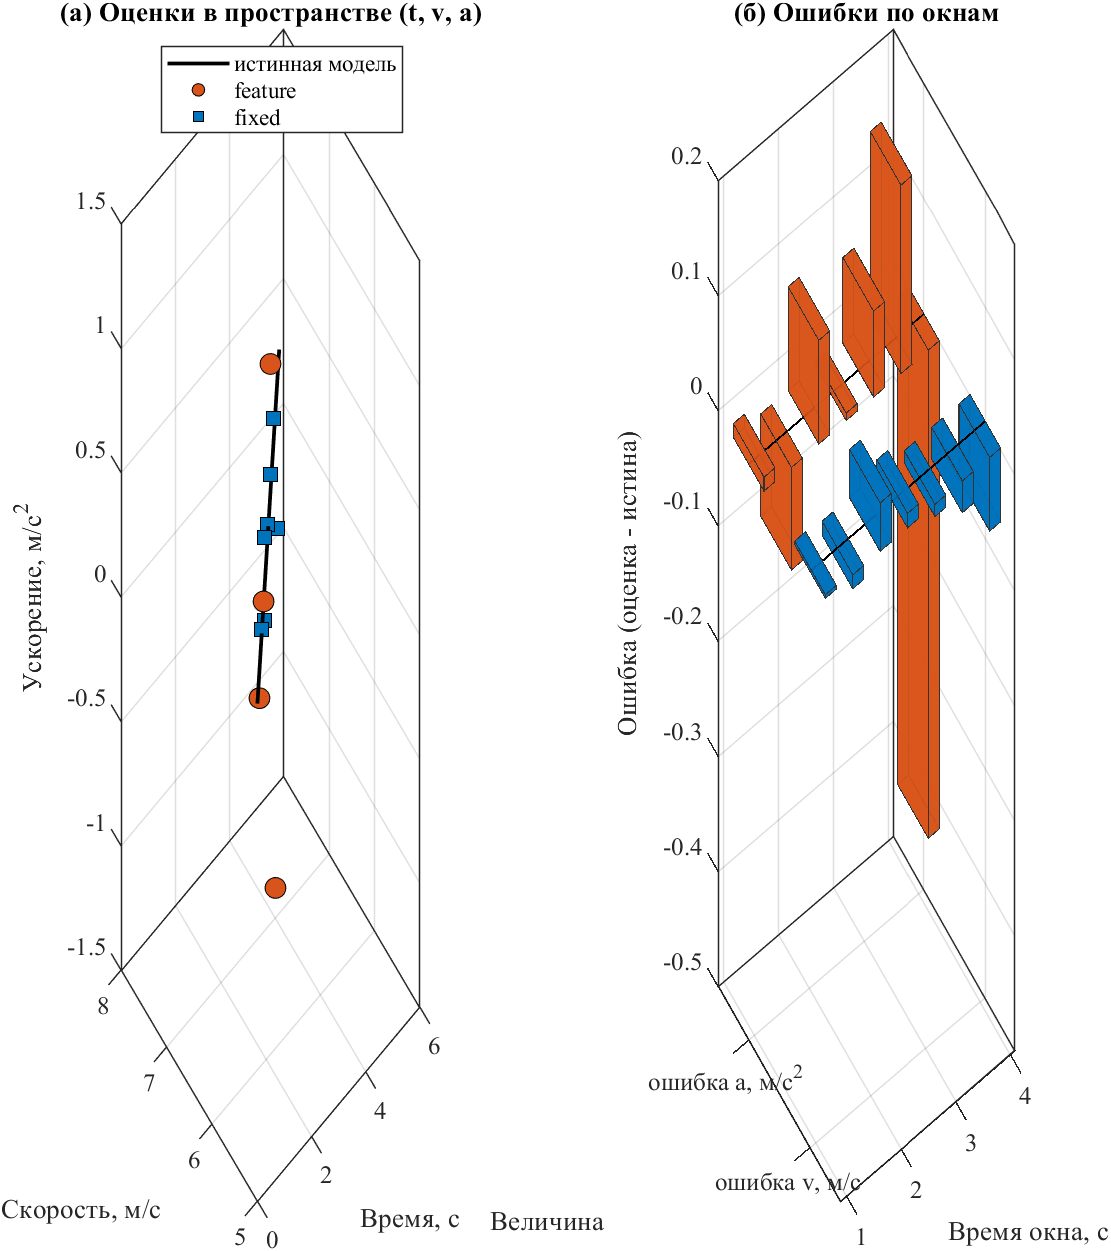 (а) Оценки в пространстве (t, v, a)
истинная модель
feature
fixed
1.5
1
0.5
0
-0.5
-1
-1.5
Ускорение, м/с²
8
7
6
5
Скорость, м/с
0
2
4
6
Время, с
(б) Ошибки по окнам
0.2
0.1
0
-0.1
-0.2
-0.3
-0.4
-0.5
Ошибка (оценка - истина)
ошибка a, м/с²
ошибка v, м/с
Величина
1
2
3
4
Время окна, с